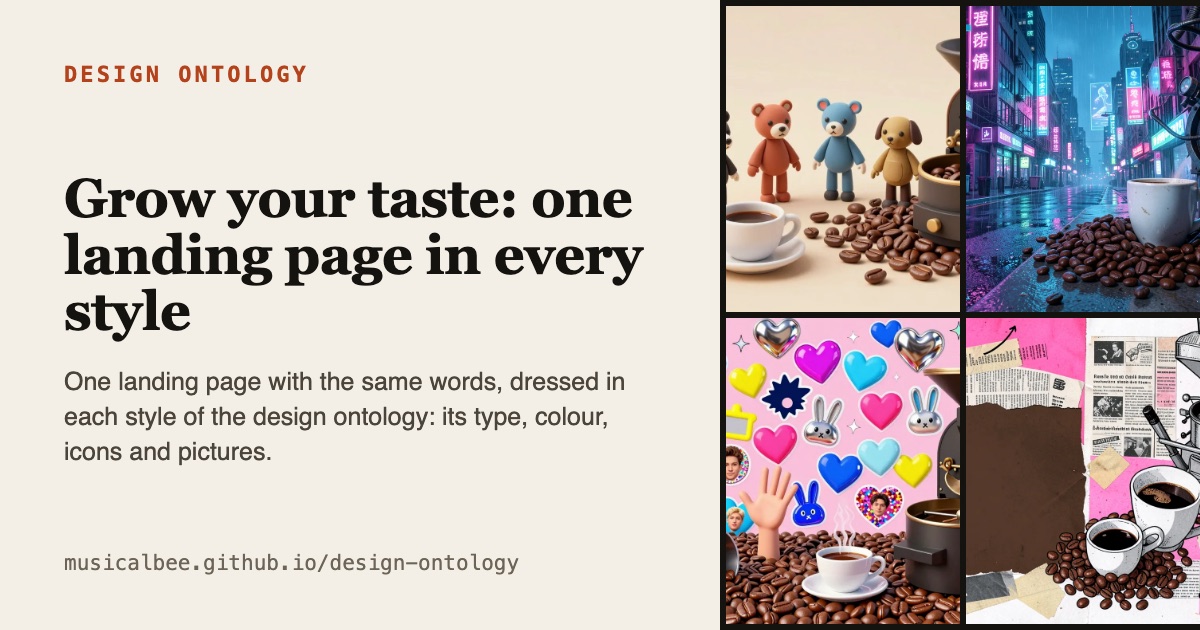 DESIGN ONTOLOGY
Grow your taste: one
landing page in every
style
One landing page with the same words, dressed in
each style of the design ontology: its type, colour,
icons and pictures.
musicalbee.github.io/design-ontology